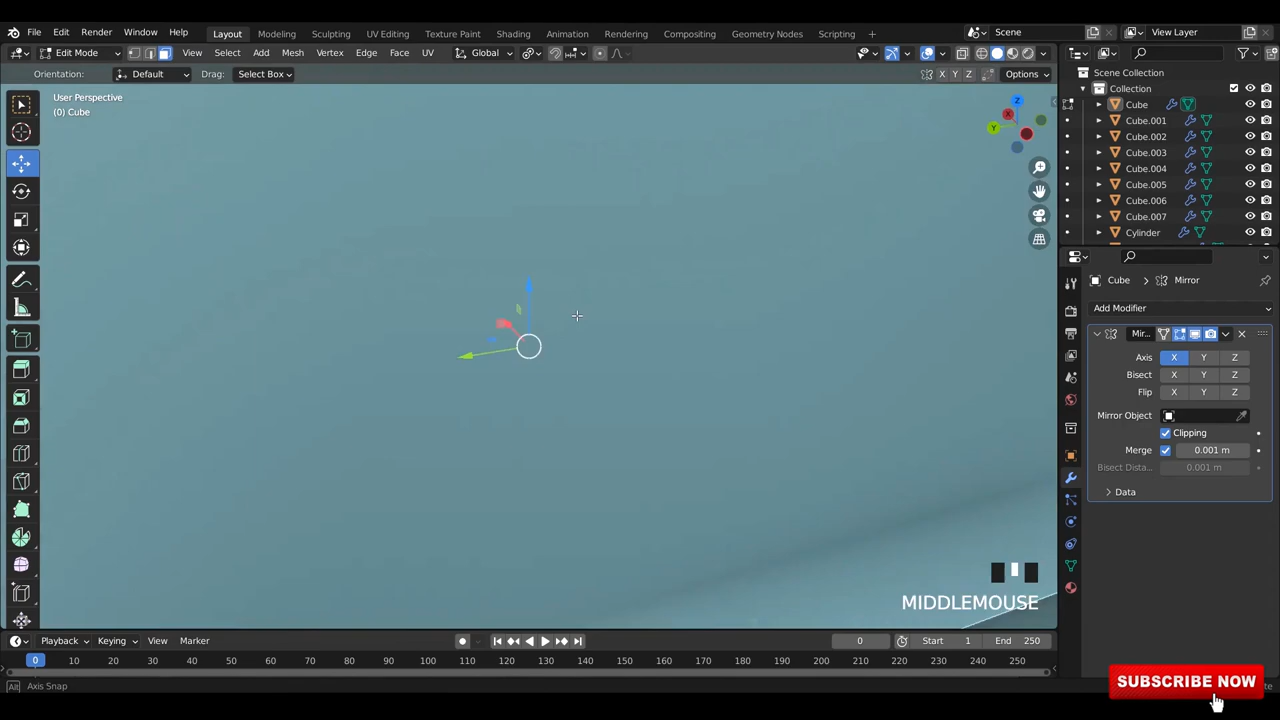 File Edit Render Window Help Layout Modeling Sculpting UV Editing Texture Paint Shading Animation Rendering Compositing Geometry Nodes Scripting + Scene View Layer
Edit Mode View Select Add Mesh Vertex Edge Face UV Global
Orientation: Default Drag: Select Box X Y Z Options
User Perspective
(0) Cube
Z
X
Y
Scene Collection
Collection
Cube
Cube.001
Cube.002
Cube.003
Cube.004
Cube.005
Cube.006
Cube.007
Cylinder
Cube > Mirror
Add Modifier
Mir...
Axis X Y Z
Bisect X Y Z
Flip X Y Z
Mirror Object
Clipping
Merge 0.001 m
Bisect Dista... 0.001 m
Data
MIDDLEMOUSE
Playback Keying View Marker 0 Start 1 End 250
0 10 20 30 40 50 60 70 80 90 100 110 120 130 140 150 160 170 180 190 200 210 220 230 240 250
Alt Axis Snap
SUBSCRIBE NOW